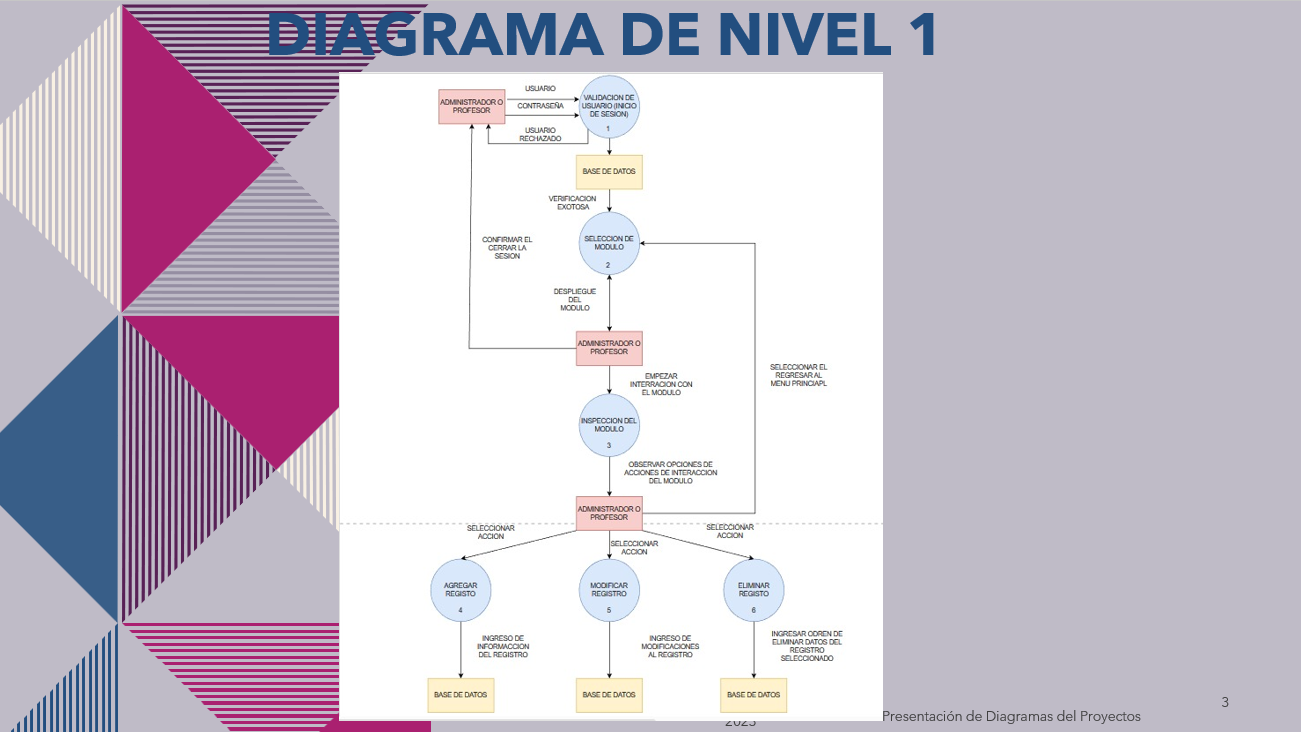 DIAGRAMA DE NIVEL 1
USUARIO
ADMINISTRADOR O
PROFESOR
CONTRASEÑA
VALIDACION DE
USUARIO (INICIO
DE SESION)
1
USUARIO
RECHAZADO
BASE DE DATOS
VERIFICACION
EXOTOSA
SELECCION DE
MODULO
2
CONFIRMAR EL
CERRAR LA
SESION
DESPLIEGUE
DEL
MODULO
ADMINISTRADOR O
PROFESOR
SELECCIONAR EL
REGRESAR AL
MENU PRINCIAPL
EMPEZAR
INTERRACION CON
EL MODULO
INSPECCION DEL
MODULO
3
OBSERVAR OPCIONES DE
ACCIONES DE INTERACCION
DEL MODULO
ADMINISTRADOR O
PROFESOR
SELECCIONAR
ACCION
SELECCIONAR
ACCION
SELECCIONAR
ACCION
AGREGAR
REGISTO
4
MODIFICAR
REGISTRO
5
ELIMINAR
REGISTO
6
INGRESO DE
INFORMACCION
DEL REGISTRO
INGRESO DE
MODIFICACIONES
AL REGISTRO
INGRESAR ODREN DE
ELIMINAR DATOS DEL
REGISTRO
SELECCIONADO
BASE DE DATOS
BASE DE DATOS
BASE DE DATOS
3
2025
Presentación de Diagramas del Proyectos